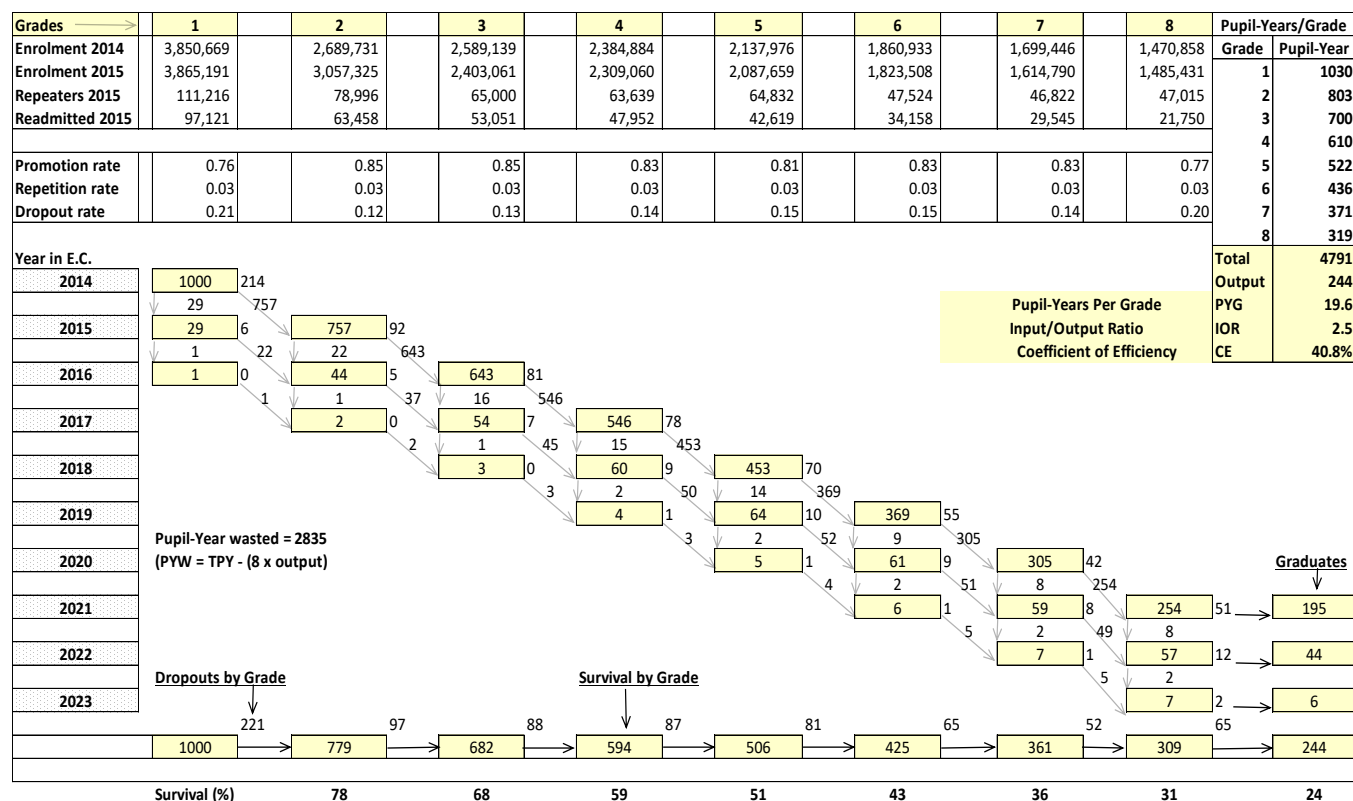 Grades 1 2 3 4 5 6 7 8 Pupil-Years/Grade
Enrolment 2014 3,850,669 2,689,731 2,589,139 2,384,884 2,137,976 1,860,933 1,699,446 1,470,858 Grade Pupil-Year
Enrolment 2015 3,865,191 3,057,325 2,403,061 2,309,060 2,087,659 1,823,508 1,614,790 1,485,431 1 1030
Repeaters 2015 111,216 78,996 65,000 63,639 64,832 47,524 46,822 47,015 2 803
Readmitted 2015 97,121 63,458 53,051 47,952 42,619 34,158 29,545 21,750 3 700
4 610
Promotion rate 0.76 0.85 0.85 0.83 0.81 0.83 0.83 0.77 5 522
Repetition rate 0.03 0.03 0.03 0.03 0.03 0.03 0.03 0.03 6 436
Dropout rate 0.21 0.12 0.13 0.14 0.15 0.15 0.14 0.20 7 371
8 319
Year in E.C. Total 4791
2014 1000 214 Output 244
29 757 Pupil-Years Per Grade PYG 19.6
2015 29 6 757 92 Input/Output Ratio IOR 2.5
1 22 22 643 Coefficient of Efficiency CE 40.8%
2016 1 0 44 5 643 81
1 1 37 16 546
2017 2 0 54 7 546 78
2 1 45 15 453
2018 3 0 60 9 453 70
3 2 50 14 369
2019 4 1 64 10 369 55
Pupil-Year wasted = 2835 3 2 52 9 305
2020 (PYW = TPY - (8 x output) 5 1 61 9 305 42 Graduates
4 2 51 8 254
2021 6 1 59 8 254 51 195
5 2 49 8
2022 7 1 57 12 44
Dropouts by Grade Survival by Grade 5 2
2023 7 2 6
221 97 88 87 81 65 52 65
1000 779 682 594 506 425 361 309 244
Survival (%) 78 68 59 51 43 36 31 24